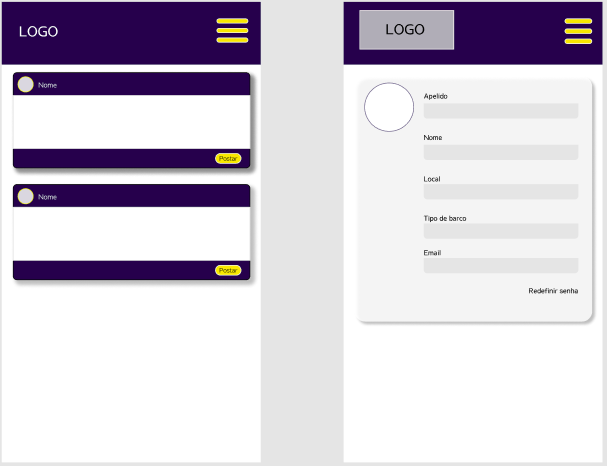 LOGO
Nome
Postar
Nome
Postar
LOGO
Apelido
Nome
Local
Tipo de barco
Email
Redefinir senha